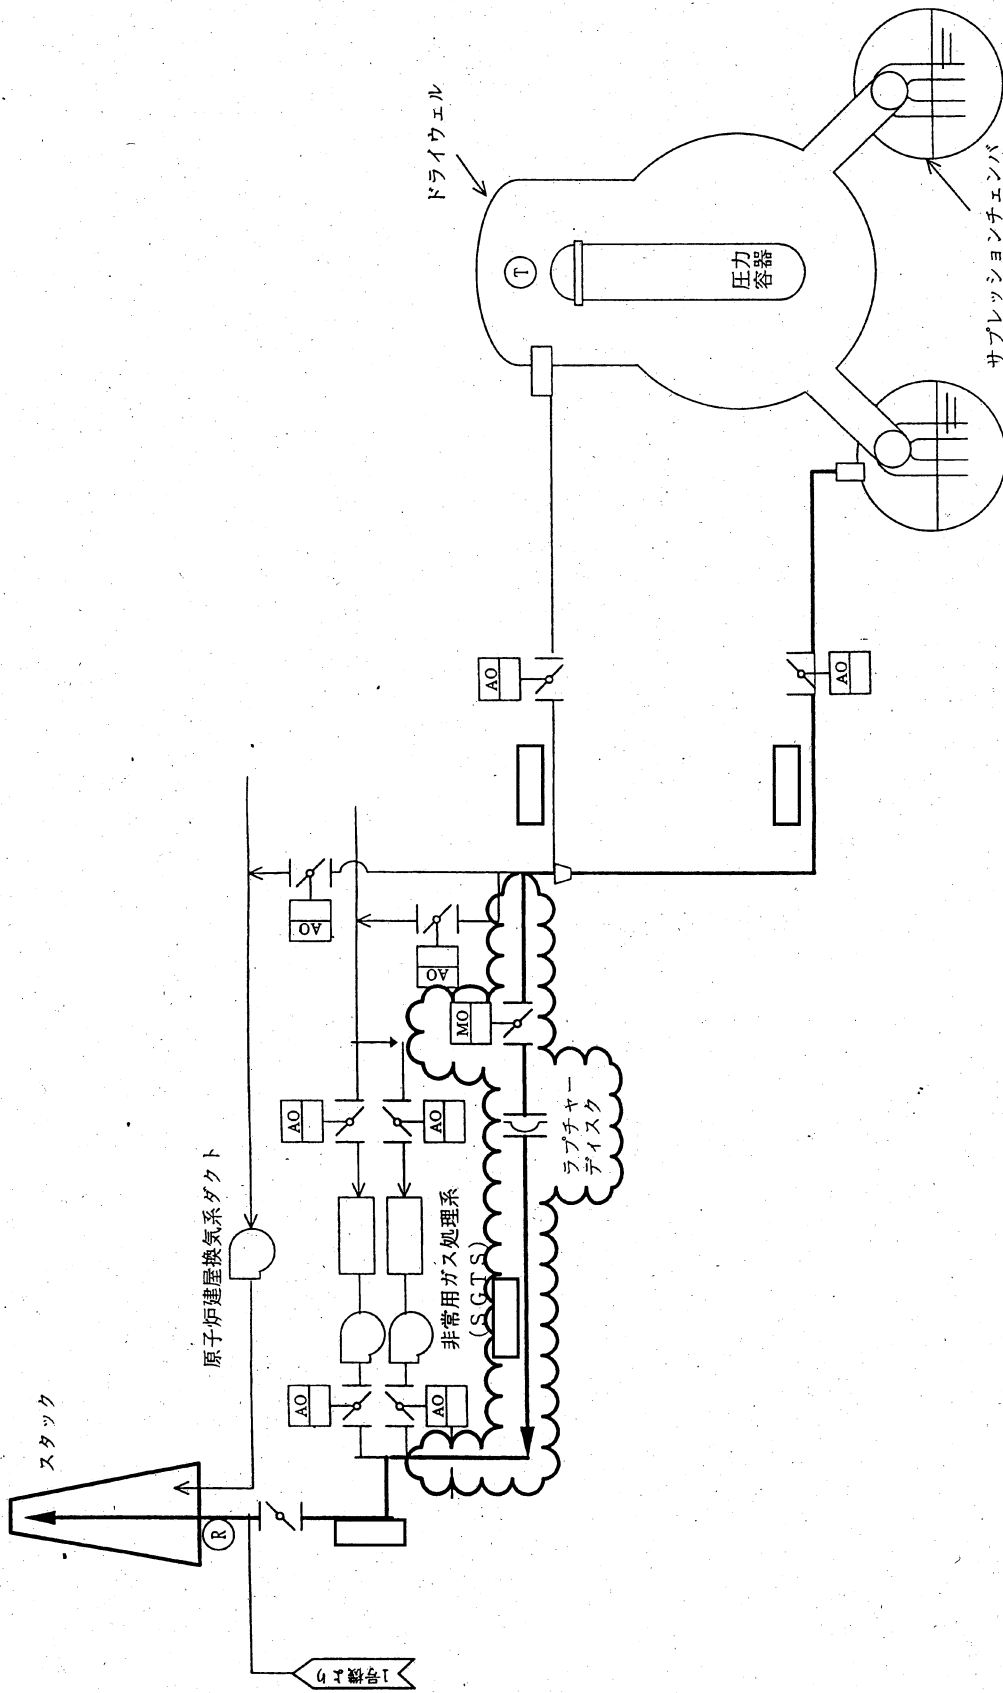 スタック
R
1号機より
原子炉建屋換気系ダクト
AO
AO
AO
AO
非常用ガス処理系
(SGTS)
AO
AO
MO
ラプチャー
ディスク
AO
AO
ドライウェル
T
圧力
容器
サプレッションチェンバ